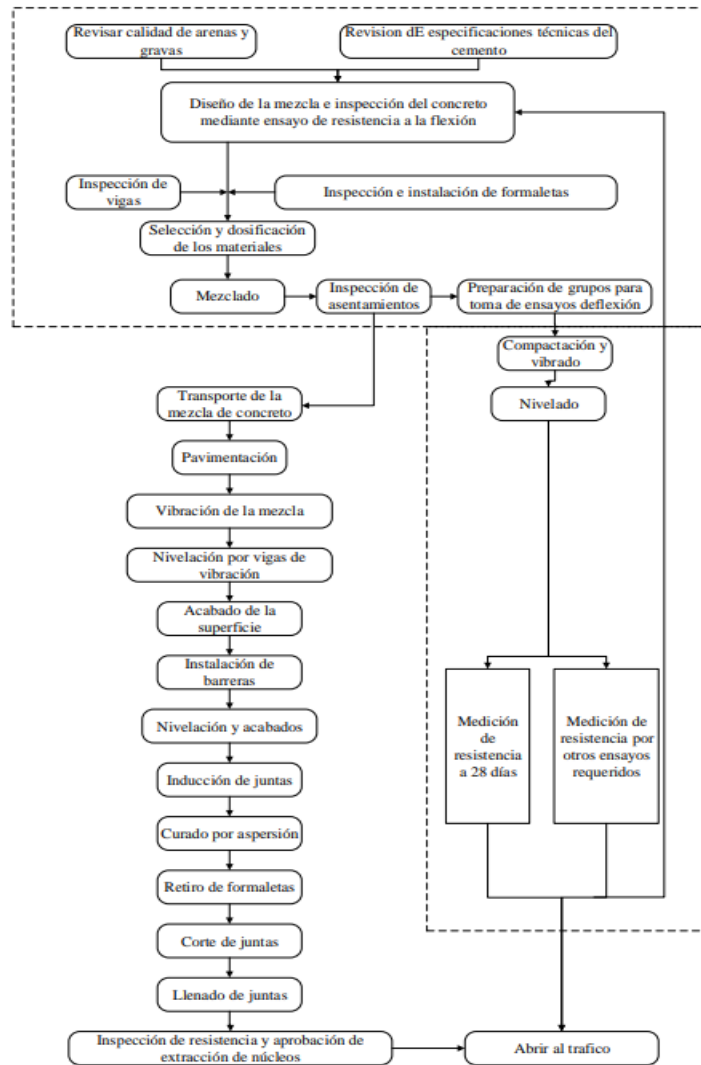 Revisar calidad de arenas y
gravas
Revision dE especificaciones técnicas del
cemento
Diseño de la mezcla e inspección del concreto
mediante ensayo de resistencia a la flexión
Inspección de
vigas
Inspección e instalación de formaletas
Selección y dosificación
de los materiales
Mezclado
Inspección de
asentamientos
Preparación de grupos para
toma de ensayos deflexión
Compactación y
vibrado
Nivelado
Transporte de la
mezcla de concreto
Pavimentación
Vibración de la mezcla
Nivelación por vigas de
vibración
Acabado de la
superficie
Instalación de
barreras
Nivelación y acabados
Inducción de juntas
Curado por aspersión
Retiro de formaletas
Corte de juntas
Llenado de juntas
Inspección de resistencia y aprobación de
extracción de núcleos
Medición
de
resistencia
a 28 días
Medición de
resistencia por
otros ensayos
requeridos
Abrir al trafico